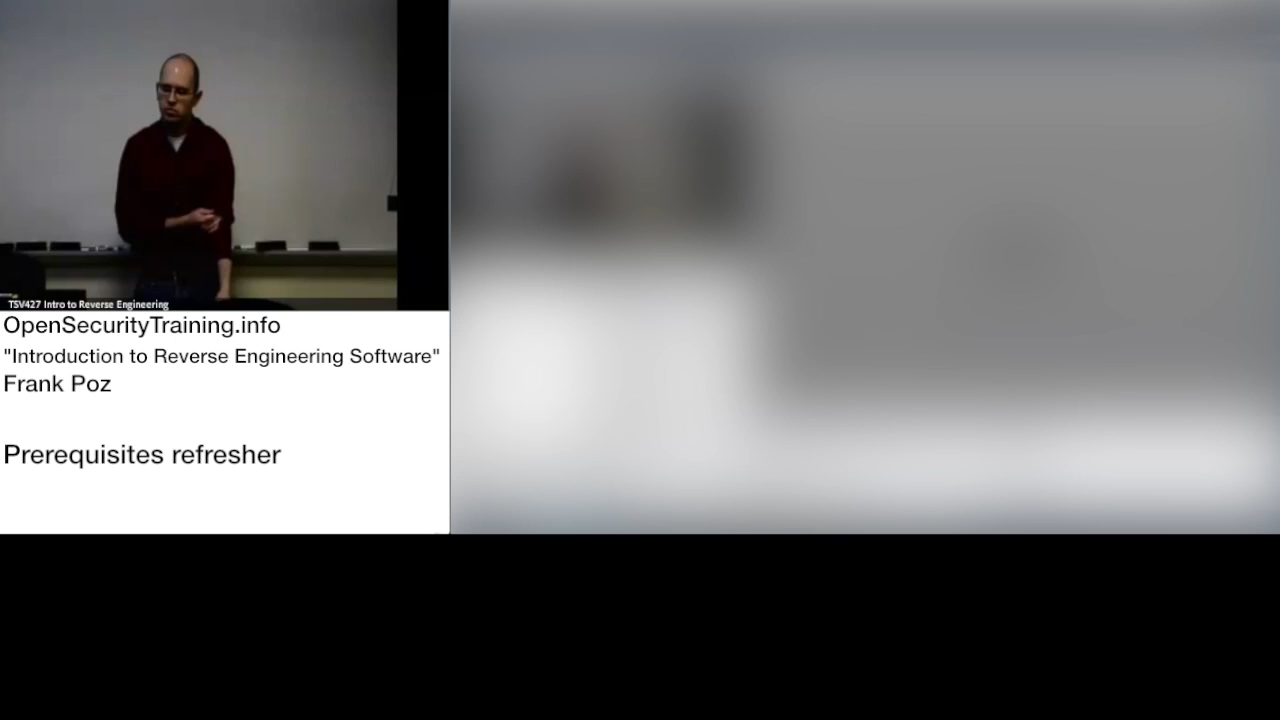 TSV427 Intro to Reverse Engineering
OpenSecurityTraining.info
"Introduction to Reverse Engineering Software"
Frank Poz
Prerequisites refresher